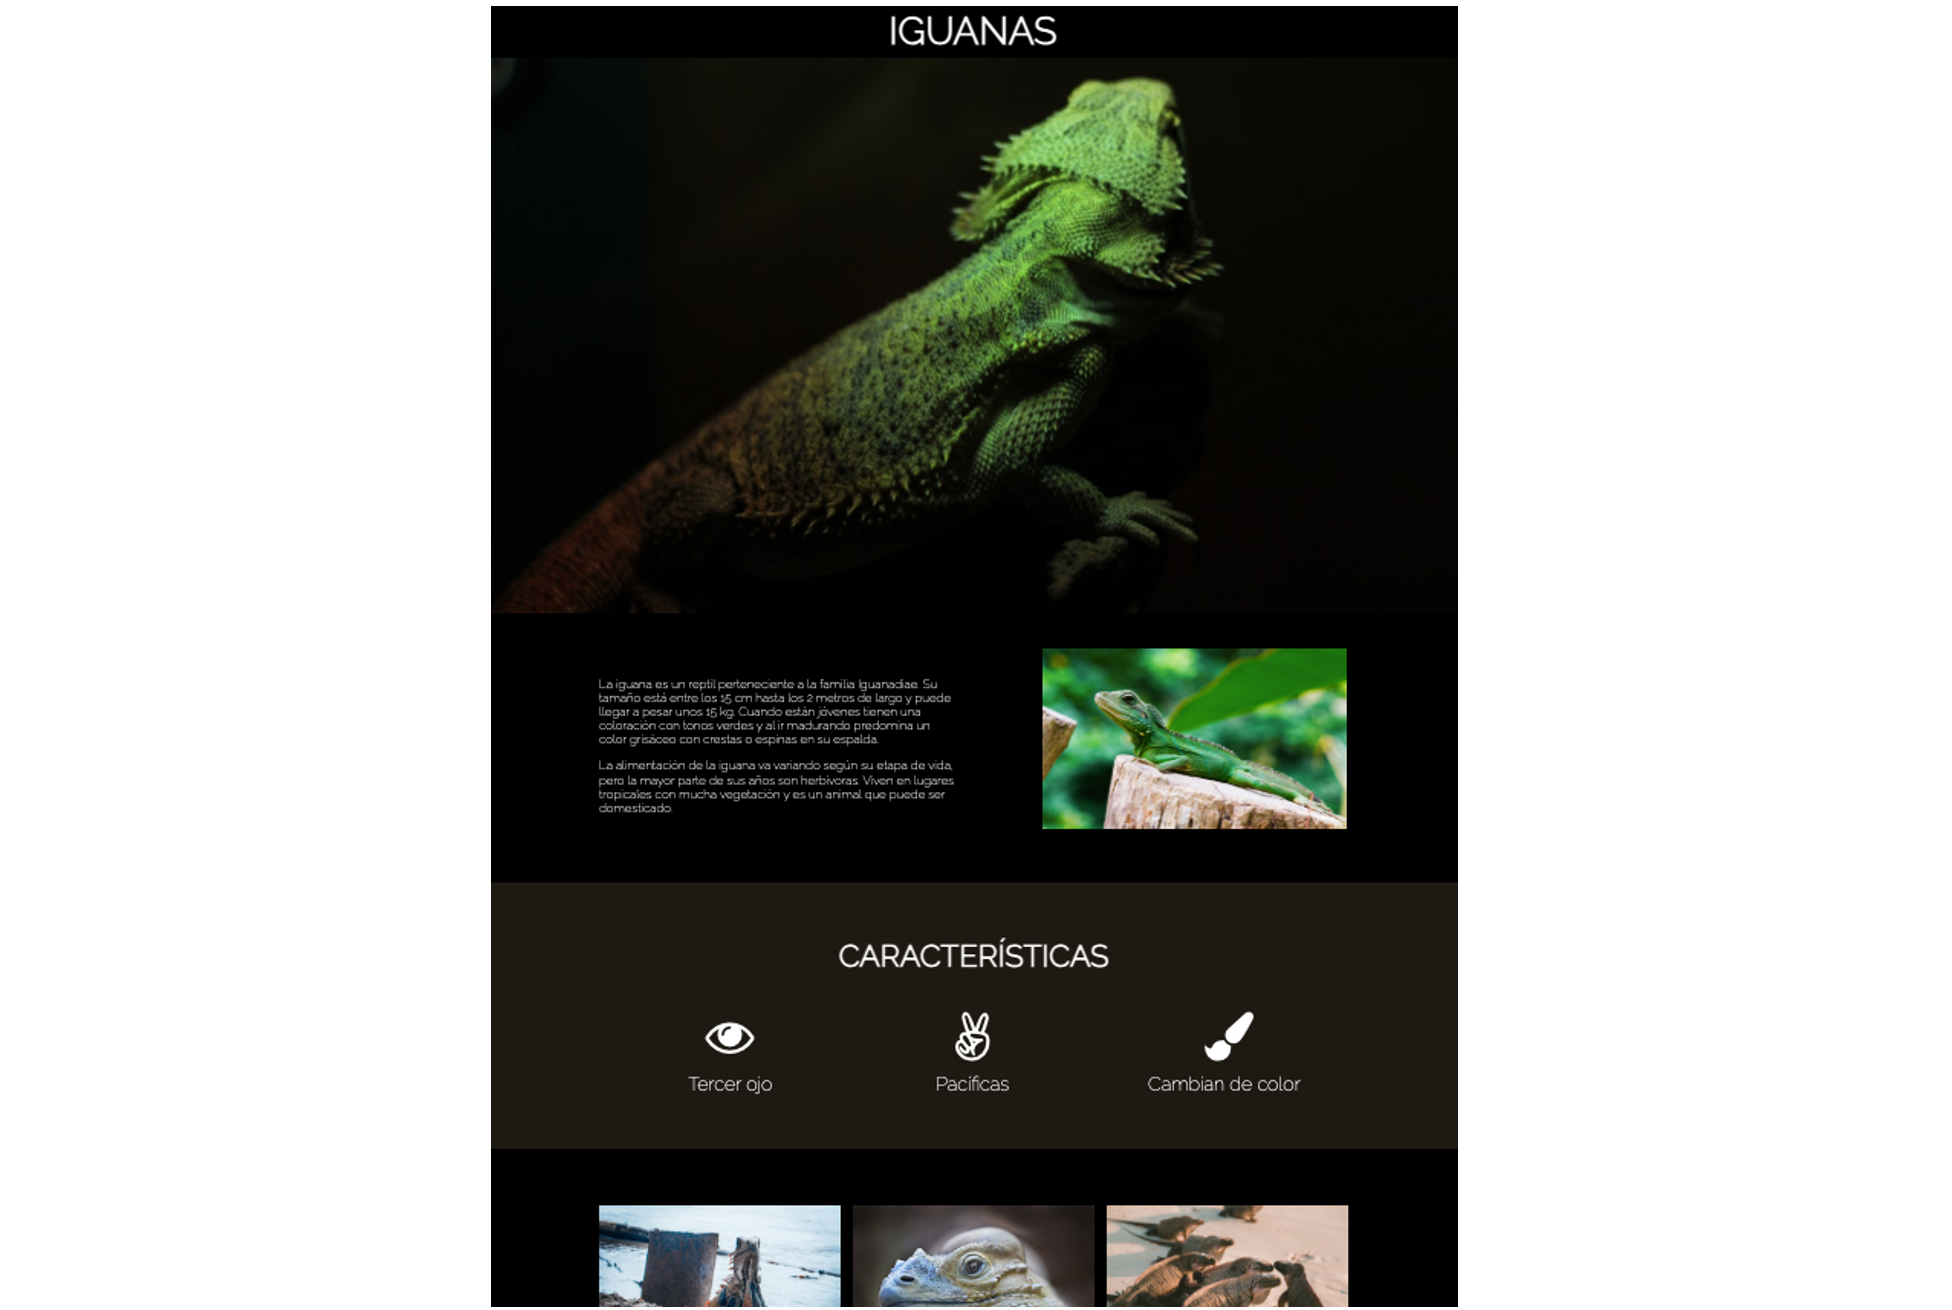 IGUANAS
La iguana es un reptil perteneciente a la familia Iguanadiae. Su
tamaño está entre los 15 cm hasta los 2 metros de largo y puede
llegar a pesar unos 15 kg. Cuando están jóvenes tienen una
coloración con tonos verdes y al ir madurando predomina un
color grisáceo con crestas o espinas en su espalda.
La alimentación de la iguana va variando según su etapa de vida,
pero la mayor parte de sus años son herbívoras. Viven en lugares
tropicales con mucha vegetación y es un animal que puede ser
domesticado.
CARACTERÍSTICAS
Tercer ojo
Pacíficas
Cambian de color